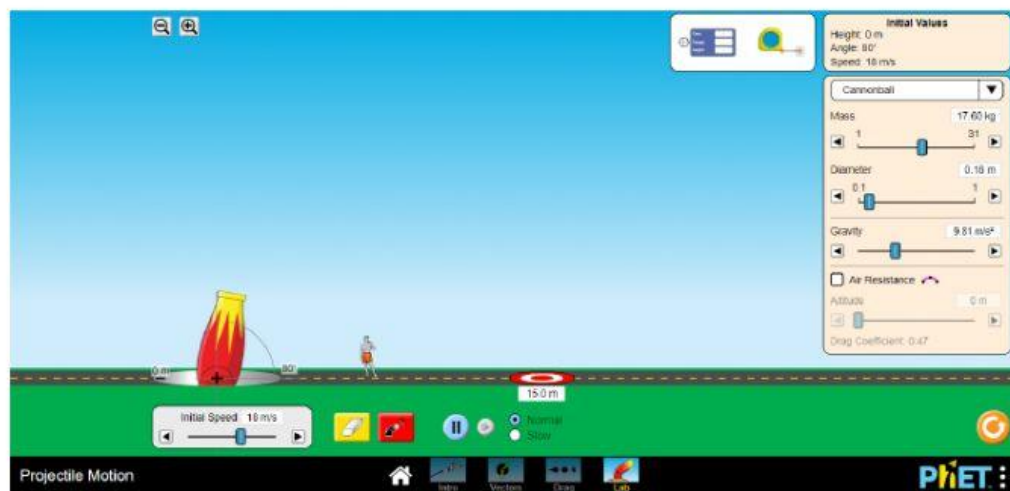 Initial Values
Height: 0 m
Angle: 80°
Speed: 18 m/s
Cannonball
Mass 17.60 kg
1 31
Diameter 0.18 m
0.1 1
Gravity 9.81 m/s²
Air Resistance
Altitude 0 m
Drag Coefficient: 0.47
0 m
80°
15.0 m
Initial Speed 18 m/s
Normal
Slow
Projectile Motion
Intro
Vectors
Drag
Lab
PhET